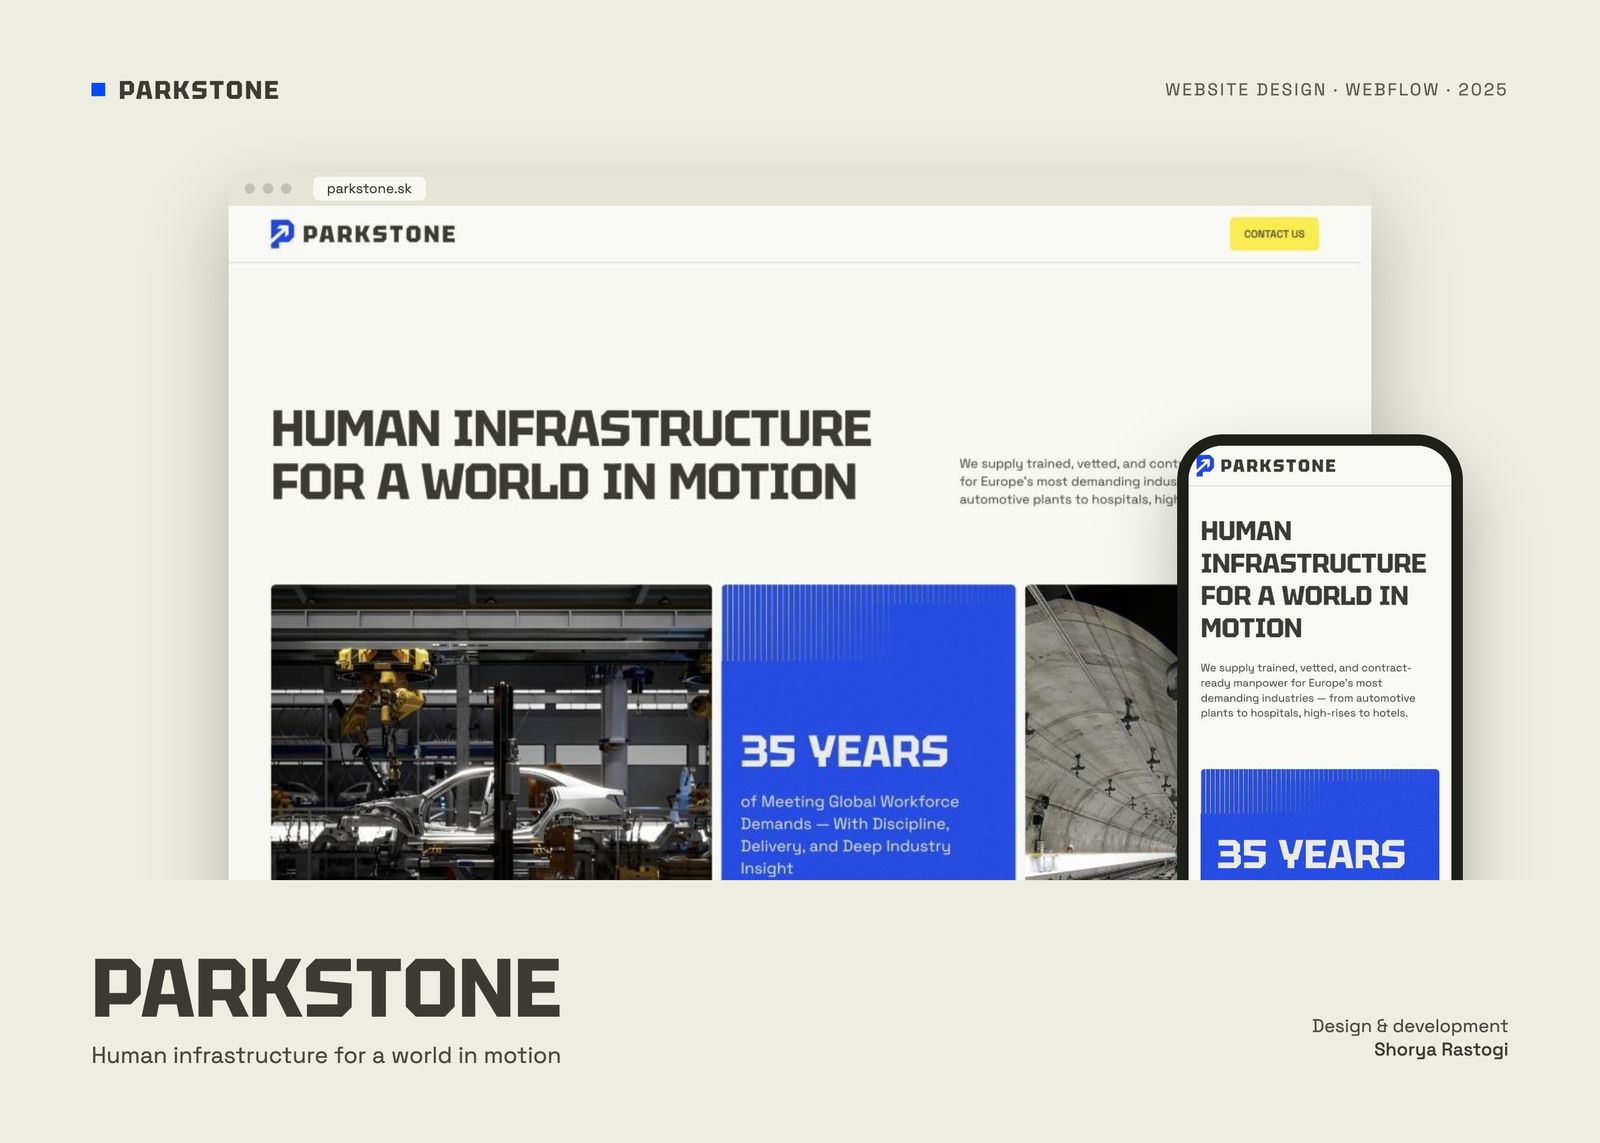 PARKSTONE
WEBSITE DESIGN · WEBFLOW · 2025
parkstone.sk
PARKSTONE
CONTACT US
HUMAN INFRASTRUCTURE
FOR A WORLD IN MOTION
We supply trained, vetted, and
for Europe's most demanding
automotive plants to hospitals,
35 YEARS
of Meeting Global Workforce
Demands — With Discipline,
Delivery, and Deep Industry
Insight
PARKSTONE
HUMAN
INFRASTRUCTURE
FOR A WORLD IN
MOTION
We supply trained, vetted, and contract-
ready manpower for Europe's most
demanding industries — from automotive
plants to hospitals, high-rises to hotels.
35 YEARS
PARKSTONE
Human infrastructure for a world in motion
Design & development
Shorya Rastogi